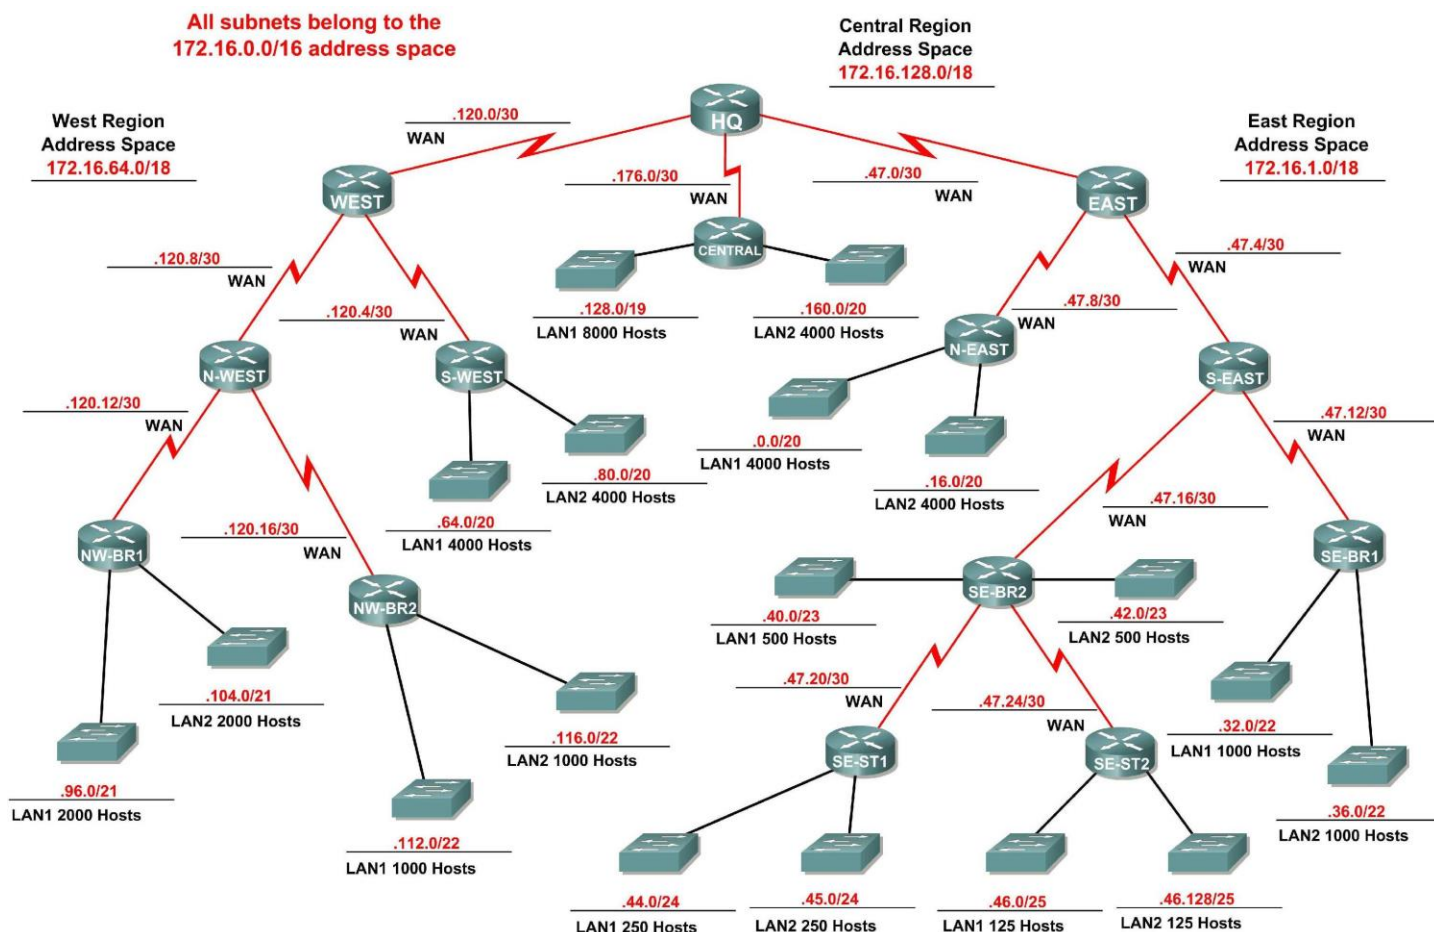 All subnets belong to the
172.16.0.0/16 address space
Central Region
Address Space
172.16.128.0/18
West Region
Address Space
172.16.64.0/18
East Region
Address Space
172.16.1.0/18
HQ
.120.0/30
WAN
.176.0/30
WAN
.47.0/30
WAN
WEST
CENTRAL
EAST
.120.8/30
WAN
.120.4/30
WAN
.128.0/19
LAN1 8000 Hosts
.160.0/20
LAN2 4000 Hosts
.47.8/30
WAN
.47.4/30
WAN
N-WEST
S-WEST
N-EAST
S-EAST
.120.12/30
WAN
.120.16/30
WAN
.80.0/20
LAN2 4000 Hosts
.64.0/20
LAN1 4000 Hosts
.0.0/20
LAN1 4000 Hosts
.16.0/20
LAN2 4000 Hosts
.47.12/30
WAN
.47.16/30
WAN
NW-BR1
NW-BR2
SE-BR2
SE-BR1
.40.0/23
LAN1 500 Hosts
.42.0/23
LAN2 500 Hosts
.104.0/21
LAN2 2000 Hosts
.96.0/21
LAN1 2000 Hosts
.116.0/22
LAN2 1000 Hosts
.112.0/22
LAN1 1000 Hosts
.47.20/30
WAN
.47.24/30
WAN
.32.0/22
LAN1 1000 Hosts
.36.0/22
LAN2 1000 Hosts
SE-ST1
SE-ST2
.44.0/24
LAN1 250 Hosts
.45.0/24
LAN2 250 Hosts
.46.0/25
LAN1 125 Hosts
.46.128/25
LAN2 125 Hosts